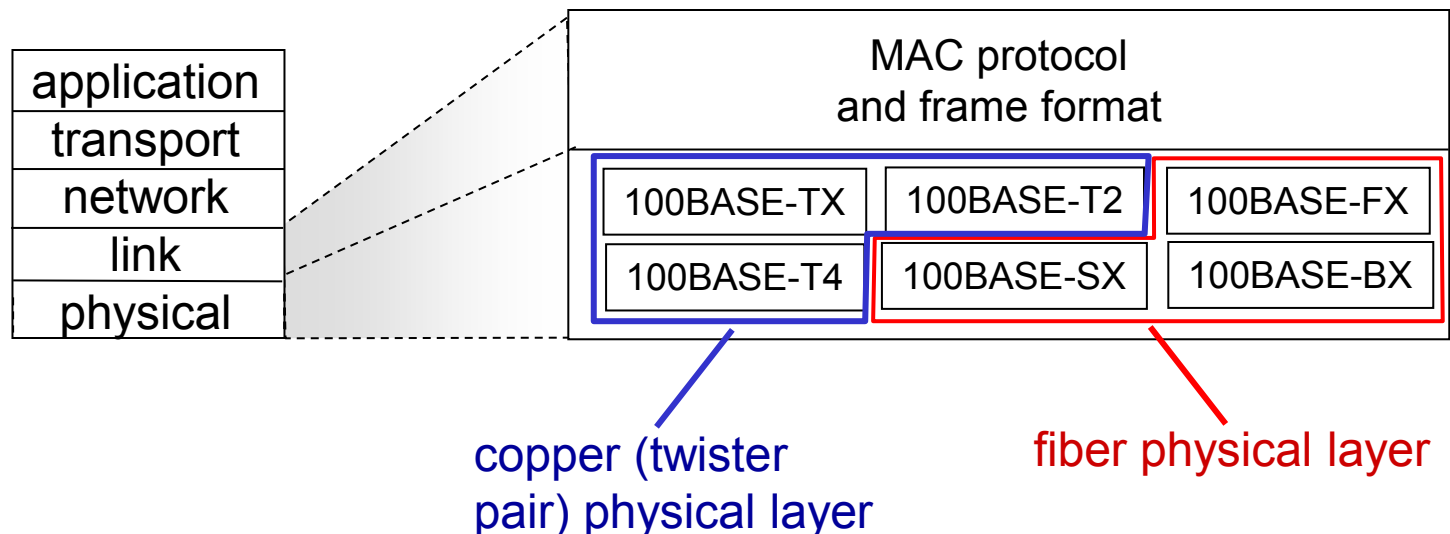 application
transport
network
link
physical
MAC protocol
and frame format
100BASE-TX
100BASE-T2
100BASE-FX
100BASE-T4
100BASE-SX
100BASE-BX
copper (twister
pair) physical layer
fiber physical layer